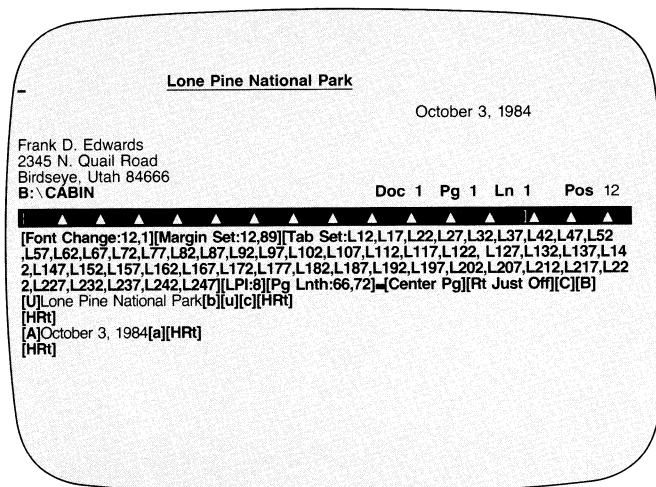 Lone Pine National Park
October 3, 1984
Frank D. Edwards
2345 N. Quail Road
Birdseye, Utah 84666
B:\CABIN Doc 1 Pg 1 Ln 1 Pos 12
[Font Change:12,1][Margin Set:12,89][Tab Set:L12,L17,L22,L27,L32,L37,L42,L47,L52
,L57,L62,L67,L72,L77,L82,L87,L92,L97,L102,L107,L112,L117,L122, L127,L132,L137,L14
2,L147,L152,L157,L162,L167,L172,L177,L182,L187,L192,L197,L202,L207,L212,L217,L22
2,L227,L232,L237,L242,L247][LPI:8][Pg Lnth:66,72][Center Pg][Rt Just Off][C][B]
[U]Lone Pine National Park[b][u][c][HRt]
[HRt]
[A]October 3, 1984[a][HRt]
[HRt]